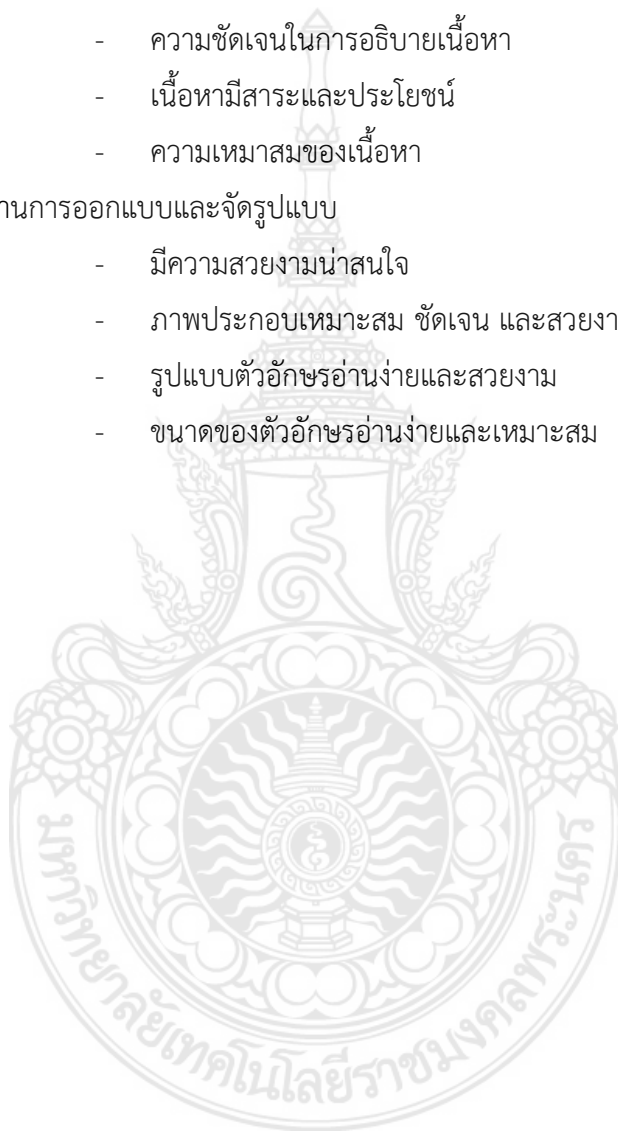 - ความชัดเจนในการอธิบายเนื้อหา
- เนื้อหามีสาระและประโยชน์
- ความเหมาสมของเนื้อหา
านการออกแบบและจัดรูปแบบ
- มีความสวยงามน่าสนใจ
- ภาพประกอบเหมาะสม ชัดเจน และสวยงา
- รูปแบบตัวอักษรอ่านง่ายและสวยงาม
- ขนาดของตัวอักษรอ่านง่ายและเหมาะสม
มหาวิทยาลัยเทคโนโลยีราชมงคลพระนคร